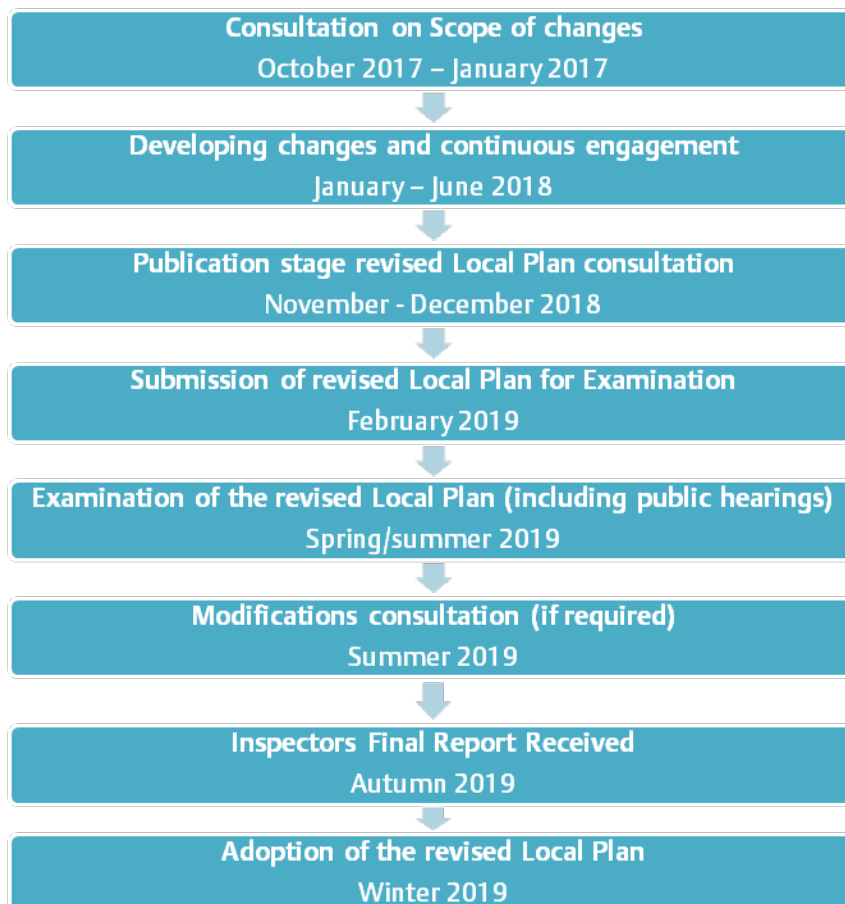 Consultation on Scope of changes
October 2017 – January 2017
Developing changes and continuous engagement
January – June 2018
Publication stage revised Local Plan consultation
November - December 2018
Submission of revised Local Plan for Examination
February 2019
Examination of the revised Local Plan (including public hearings)
Spring/summer 2019
Modifications consultation (if required)
Summer 2019
Inspectors Final Report Received
Autumn 2019
Adoption of the revised Local Plan
Winter 2019